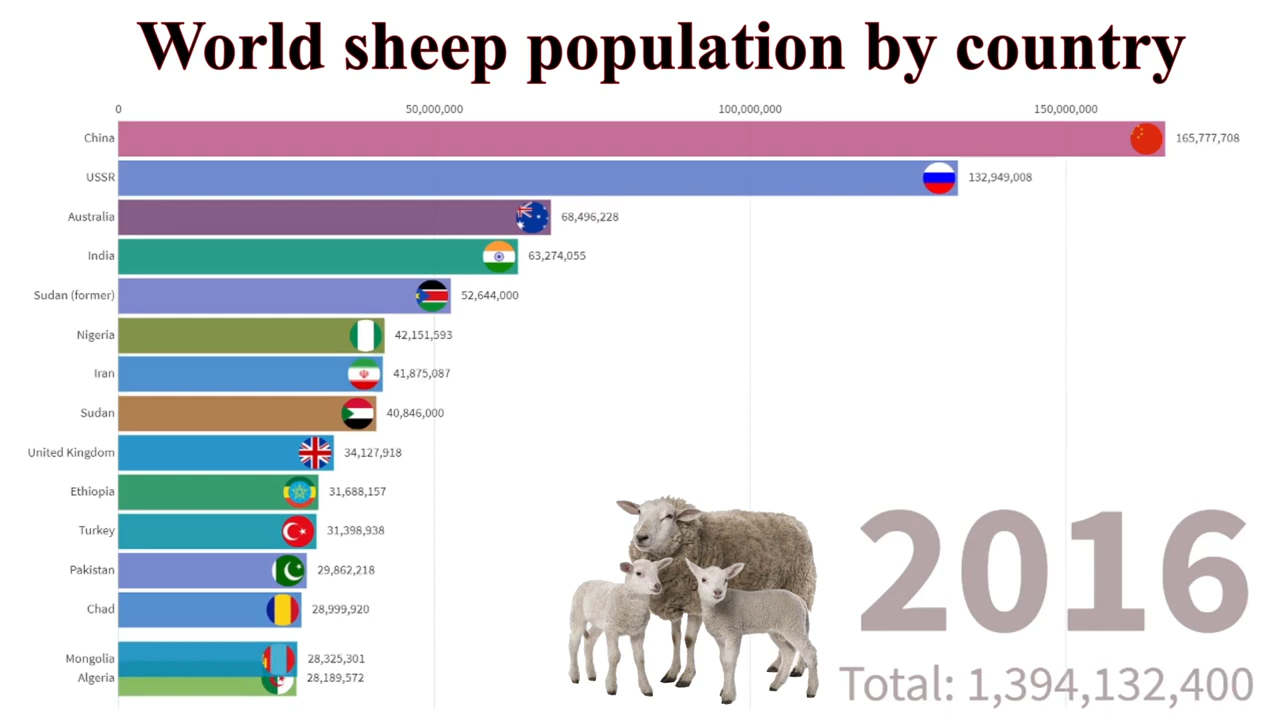 World sheep population by country
0 50,000,000 100,000,000 150,000,000
China 165,777,708
USSR 132,949,008
Australia 68,496,228
India 63,274,055
Sudan (former) 52,644,000
Nigeria 42,151,593
Iran 41,875,087
Sudan 40,846,000
United Kingdom 34,127,918
Ethiopia 31,688,157
Turkey 31,398,938
Pakistan 29,862,218
Chad 28,999,920
Mongolia 28,325,301
Algeria 28,189,572
2016
Total: 1,394,132,400